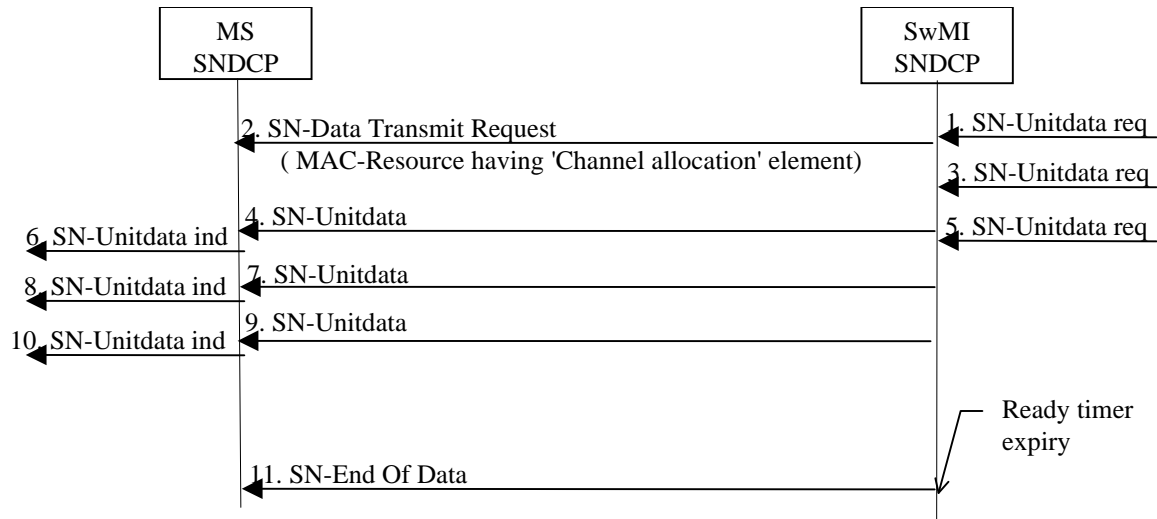 MS
SNDCP
SwMI
SNDCP
1. SN-Unitdata req
2. SN-Data Transmit Request
( MAC-Resource having 'Channel allocation' element)
3. SN-Unitdata req
4. SN-Unitdata
5. SN-Unitdata req
6. SN-Unitdata ind
7. SN-Unitdata
8. SN-Unitdata ind
9. SN-Unitdata
10. SN-Unitdata ind
Ready timer
expiry
11. SN-End Of Data